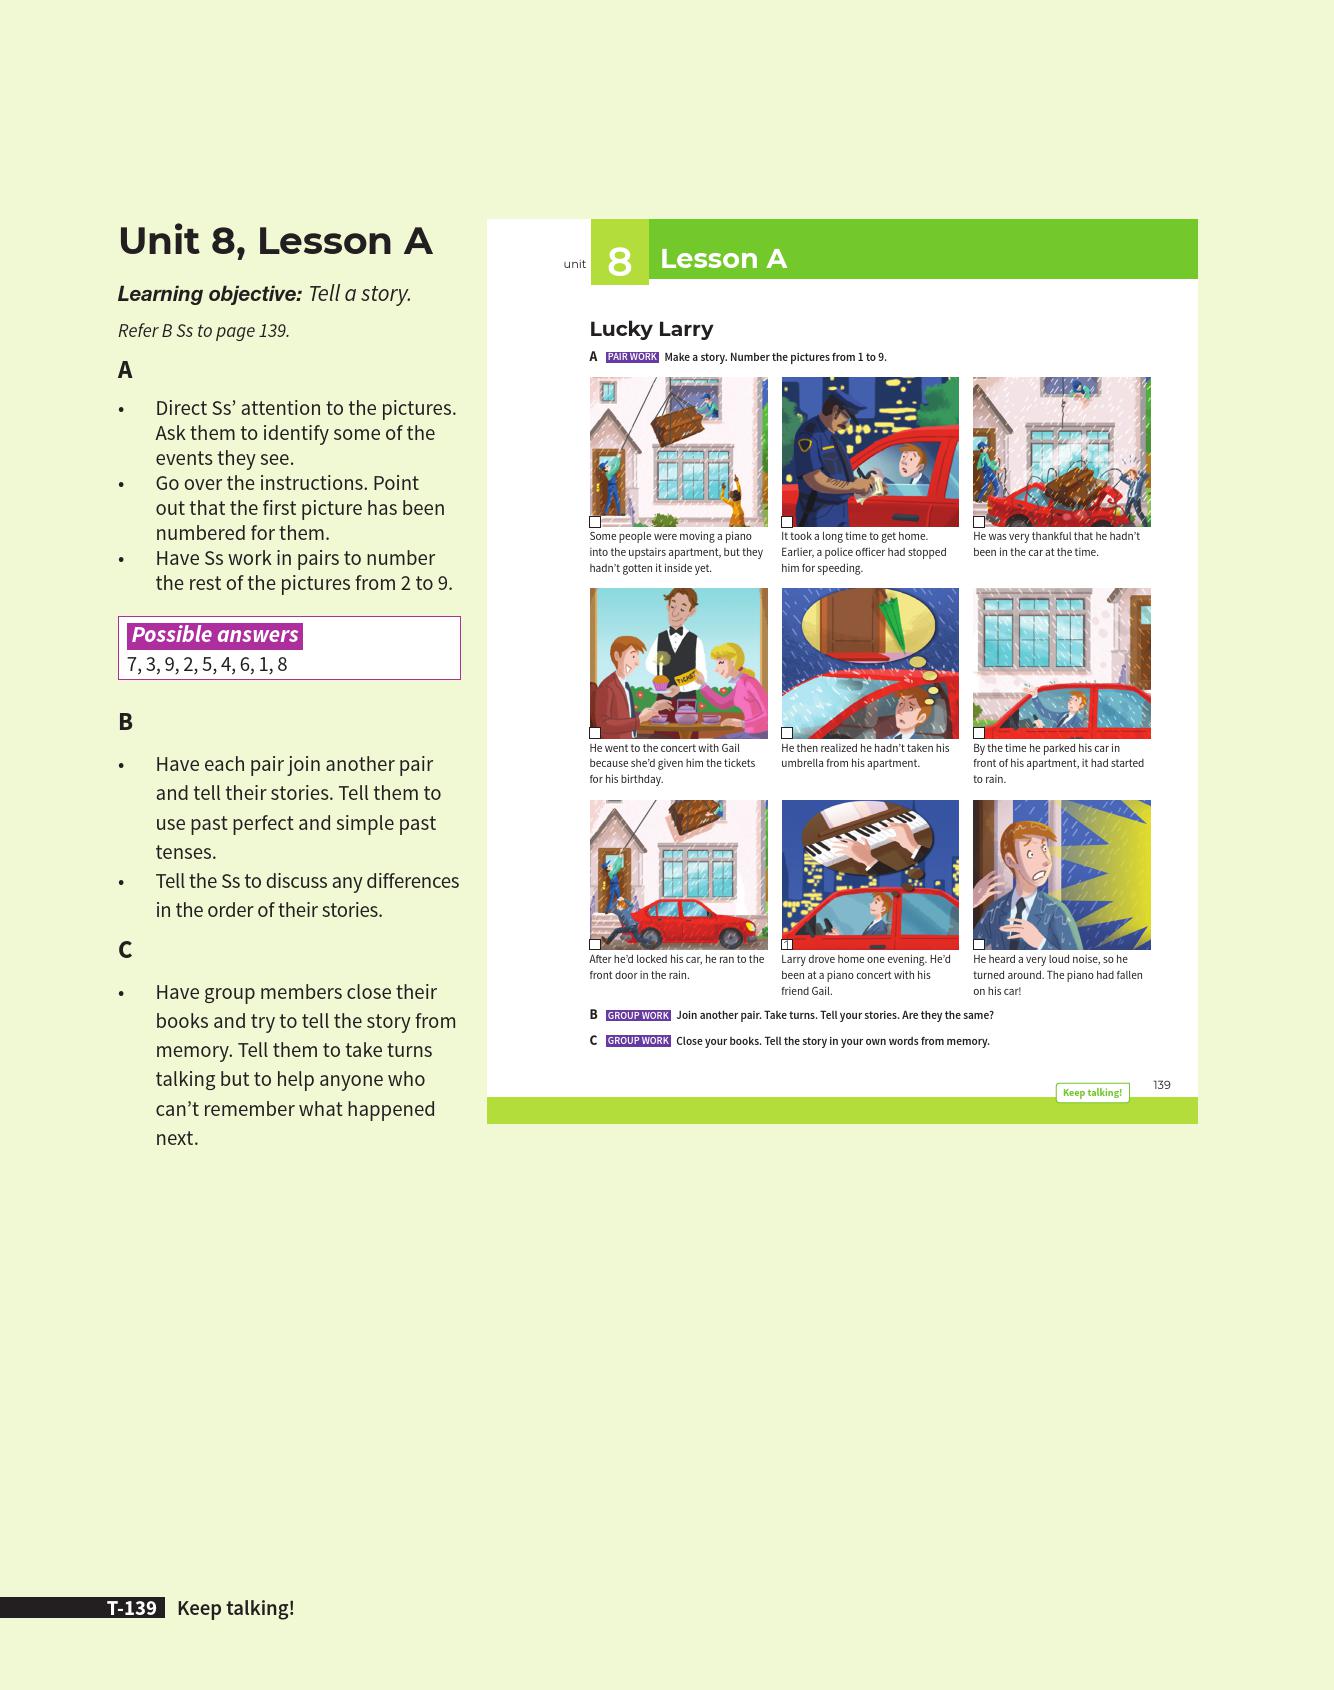 Unit 8, Lesson A
Learning objective: Tell a story.
Refer B Ss to page 139.
A
• Direct Ss’ attention to the pictures.
Ask them to identify some of the
events they see.
• Go over the instructions. Point
out that the first picture has been
numbered for them.
• Have Ss work in pairs to number
the rest of the pictures from 2 to 9.
Possible answers
7, 3, 9, 2, 5, 4, 6, 1, 8
B
• Have each pair join another pair
and tell their stories. Tell them to
use past perfect and simple past
tenses.
• Tell the Ss to discuss any differences
in the order of their stories.
C
• Have group members close their
books and try to tell the story from
memory. Tell them to take turns
talking but to help anyone who
can’t remember what happened
next.
unit 8 Lesson A
Lucky Larry
A PAIR WORK Make a story. Number the pictures from 1 to 9.
Some people were moving a piano
into the upstairs apartment, but they
hadn’t gotten it inside yet.
It took a long time to get home.
Earlier, a police officer had stopped
him for speeding.
He was very thankful that he hadn’t
been in the car at the time.
TICKET
He went to the concert with Gail
because she’d given him the tickets
for his birthday.
He then realized he hadn’t taken his
umbrella from his apartment.
By the time he parked his car in
front of his apartment, it had started
to rain.
After he’d locked his car, he ran to the
front door in the rain.
1
Larry drove home one evening. He’d
been at a piano concert with his
friend Gail.
He heard a very loud noise, so he
turned around. The piano had fallen
on his car!
B GROUP WORK Join another pair. Take turns. Tell your stories. Are they the same?
C GROUP WORK Close your books. Tell the story in your own words from memory.
Keep talking! 139
T-139 Keep talking!